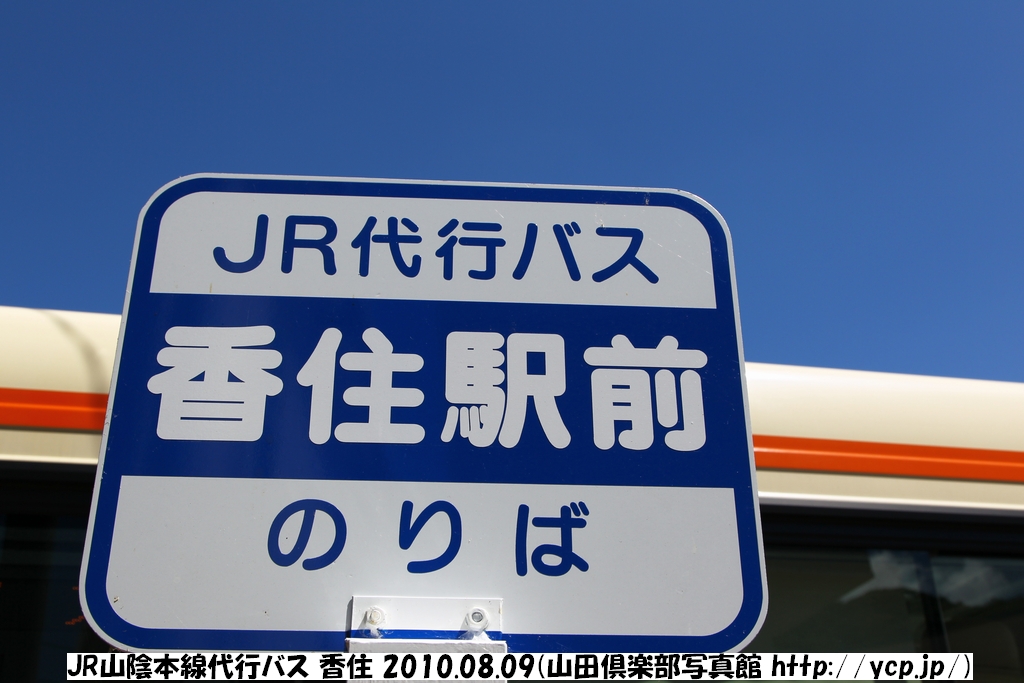 JR代行バス
香住駅前
のりば
JR山陰本線代行バス 香住 2010.08.09(山田倶楽部写真館 http://ycp.jp/)